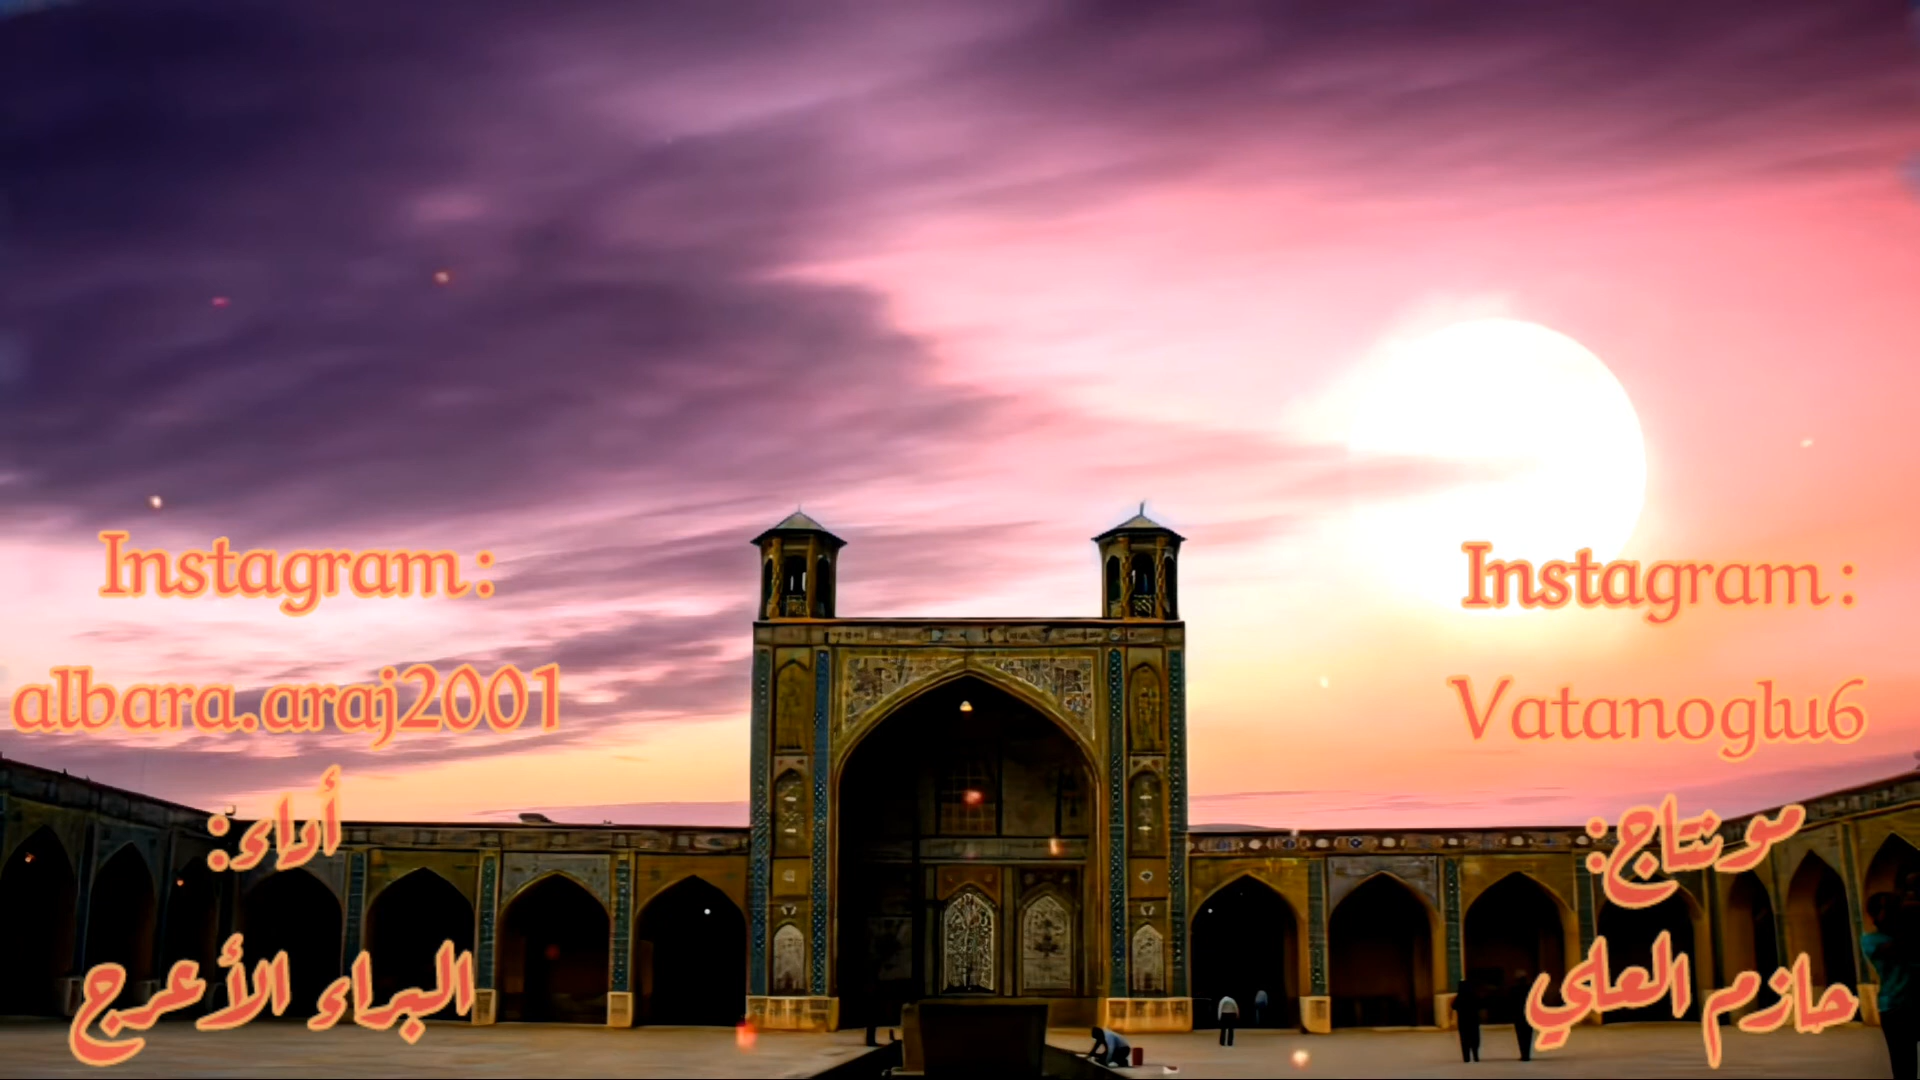 Instagram :
albara.araj2001
أداء:
البراء الأعرج
Instagram :
Vatanoglu6
مونتاج:
حازم العلي